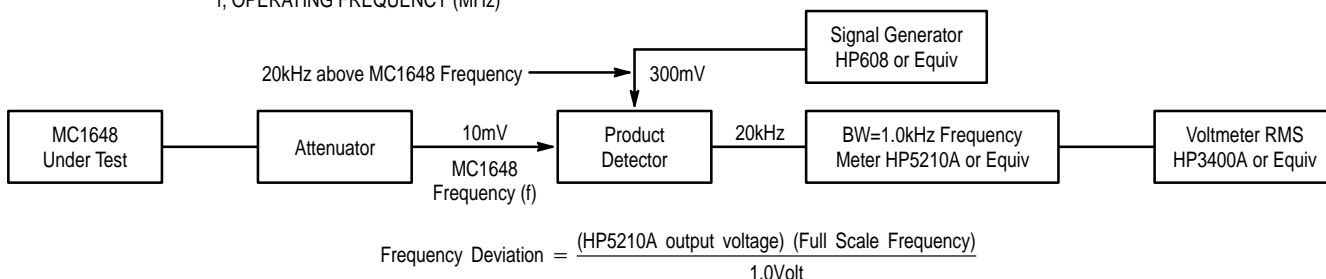 f, OPERATING FREQUENCY (MHz)
Signal Generator
HP608 or Equiv
20kHz above MC1648 Frequency
300mV
MC1648
Under Test
Attenuator
10mV
MC1648
Frequency (f)
Product
Detector
20kHz
BW=1.0kHz Frequency
Meter HP5210A or Equiv
Voltmeter RMS
HP3400A or Equiv
Frequency Deviation = (HP5210A output voltage) (Full Scale Frequency)
1.0Volt